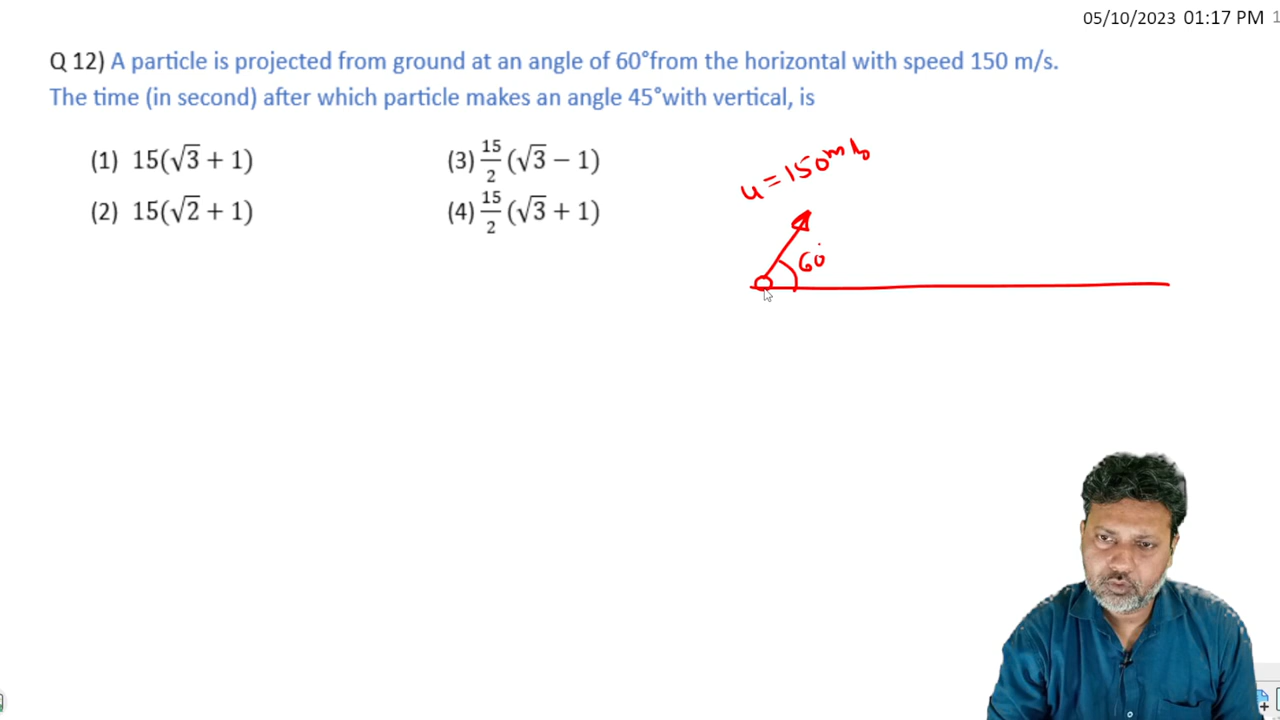 05/10/2023 01:17 PM 1
Q 12) A particle is projected from ground at an angle of 60°from the horizontal with speed 150 m/s.
The time (in second) after which particle makes an angle 45°with vertical, is
(1) 15(√3 + 1)
(3) 15/2 (√3 − 1)
(2) 15(√2 + 1)
(4) 15/2 (√3 + 1)
u = 150 m/s
60°